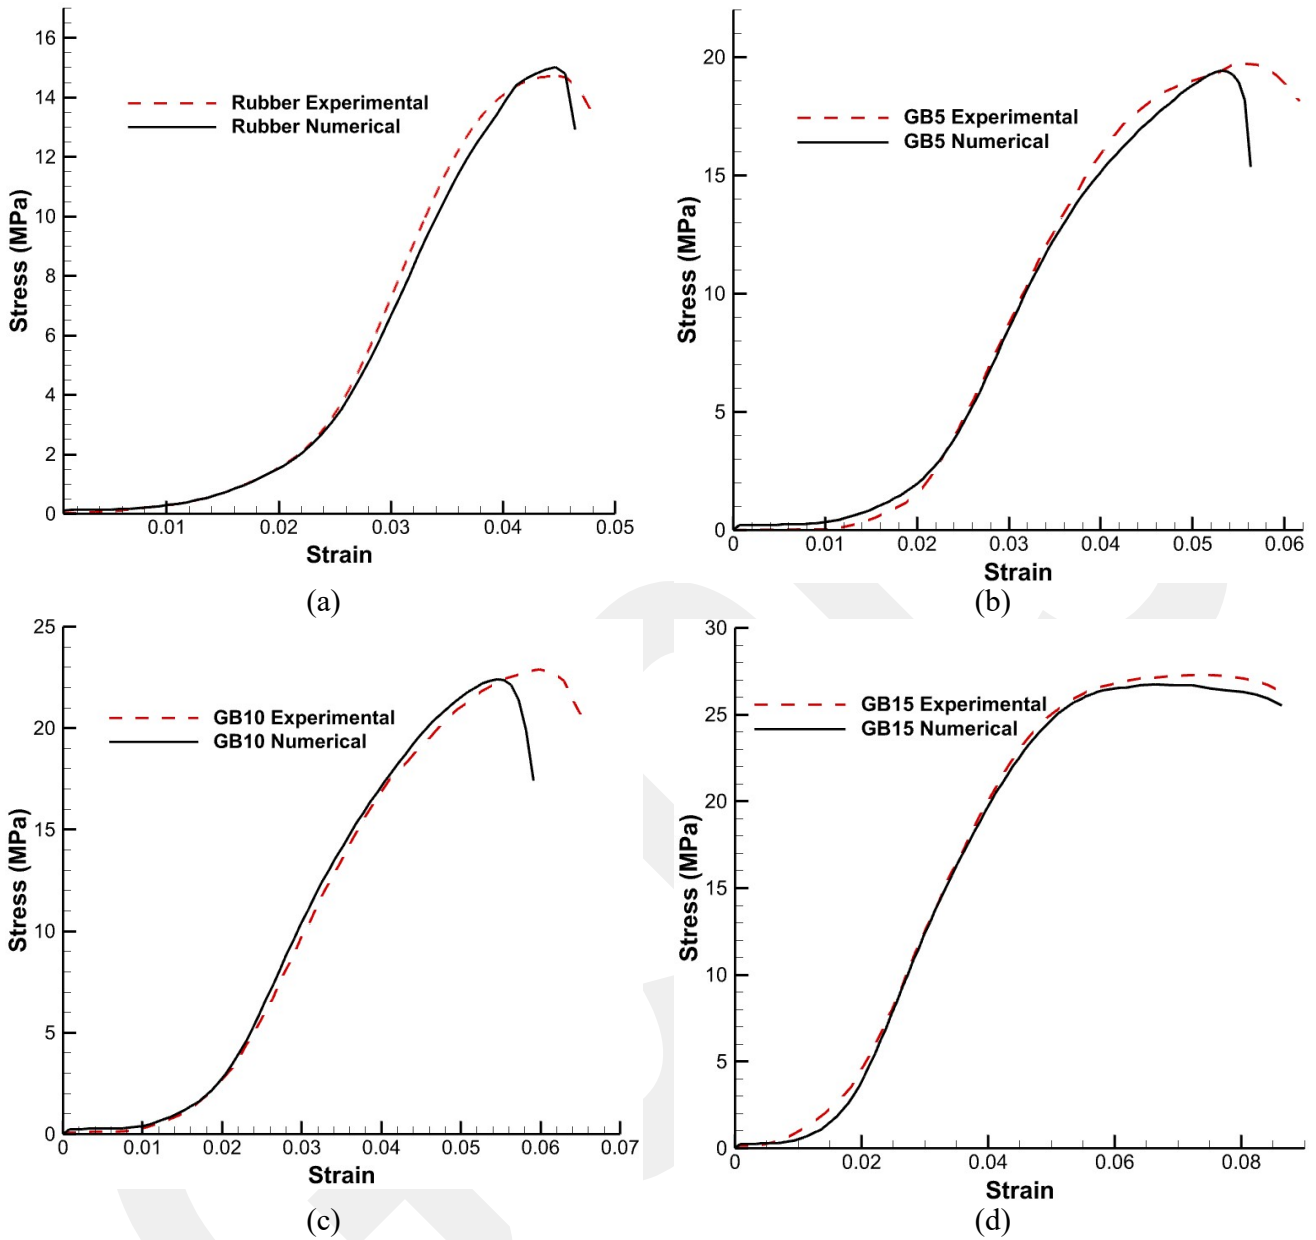 16
14
12
10
8
6
4
2
0
Stress (MPa)
Rubber Experimental
Rubber Numerical
0.01 0.02 0.03 0.04 0.05
Strain
(a)
20
15
10
5
0
Stress (MPa)
GB5 Experimental
GB5 Numerical
0 0.01 0.02 0.03 0.04 0.05 0.06
Strain
(b)
25
20
15
10
5
0
Stress (MPa)
GB10 Experimental
GB10 Numerical
0 0.01 0.02 0.03 0.04 0.05 0.06 0.07
Strain
(c)
30
25
20
15
10
5
0
Stress (MPa)
GB15 Experimental
GB15 Numerical
0 0.02 0.04 0.06 0.08
Strain
(d)